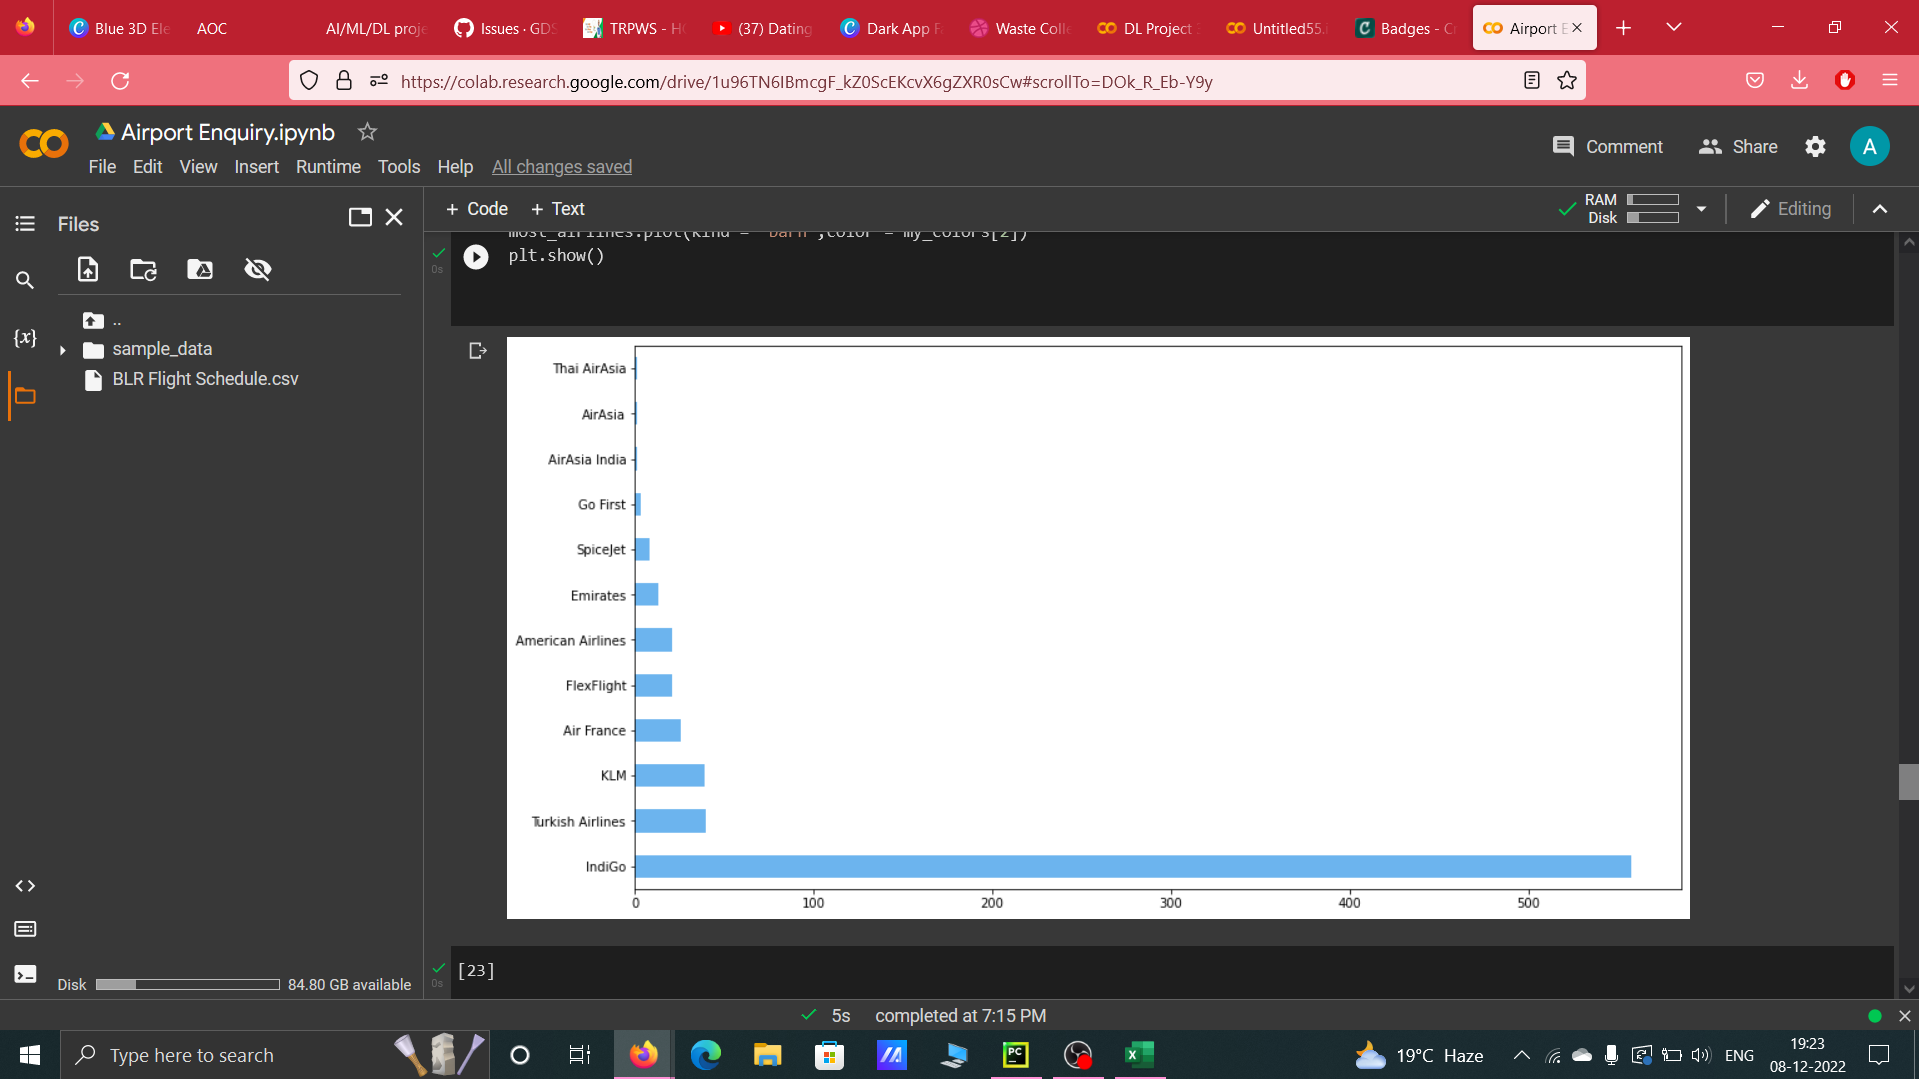 Blue 3D Ele
AOC
AI/ML/DL proje
Issues · GDS
TRPWS - HO
(37) Dating
Dark App F
Waste Colle
DL Project
Untitled55.i
Badges - C
Airport E
https://colab.research.google.com/drive/1u96TN6IBmcgF_kZ0ScEKcvX6gZXR0sCw#scrollTo=DOk_R_Eb-Y9y
Airport Enquiry.ipynb
File Edit View Insert Runtime Tools Help All changes saved
Comment
Share
A
Files
+ Code + Text
RAM
Disk
Editing
{x}
..
sample_data
BLR Flight Schedule.csv
Disk 84.80 GB available
most_airlines.plot(kind = 'barh',color = my_colors[2])
plt.show()
0s
Thai AirAsia
AirAsia
AirAsia India
Go First
SpiceJet
Emirates
American Airlines
FlexFlight
Air France
KLM
Turkish Airlines
IndiGo
0 100 200 300 400 500
[23]
0s
5s completed at 7:15 PM
Type here to search
PC
19°C Haze
ENG
19:23
08-12-2022